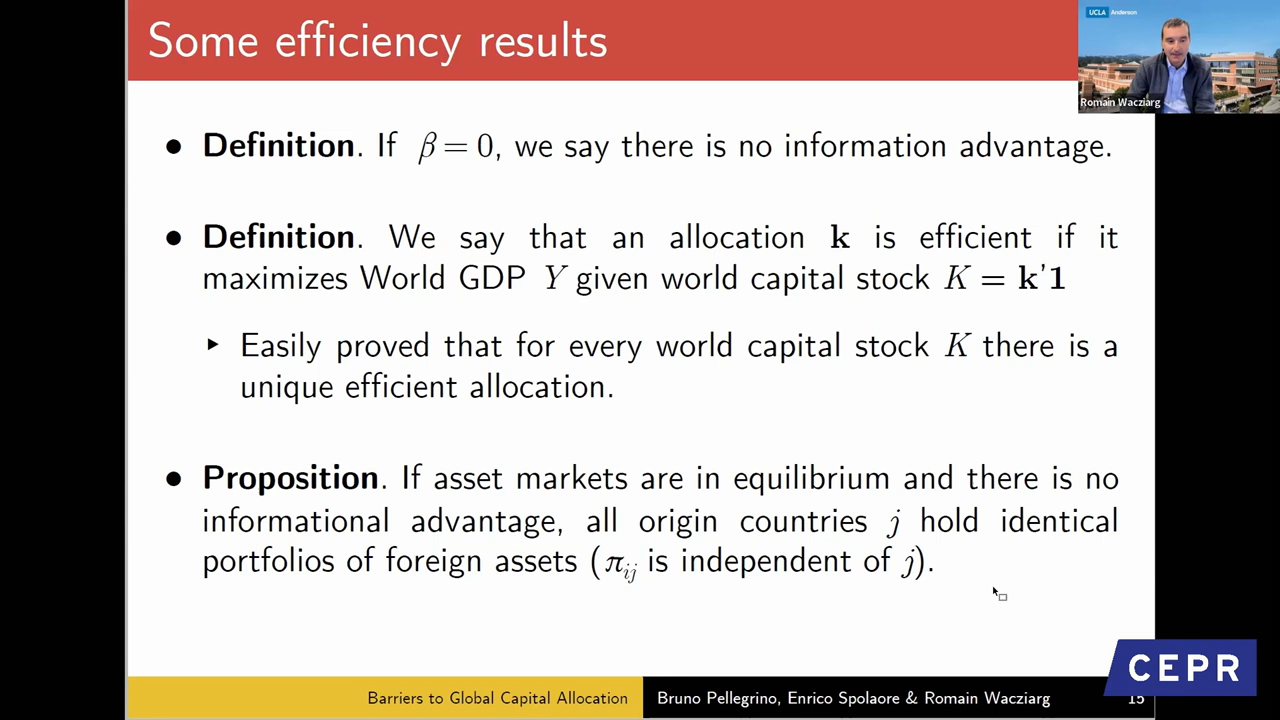 Some efficiency results
UCLA Anderson
Romain Wacziarg
● Definition. If β = 0, we say there is no information advantage.
● Definition. We say that an allocation k is efficient if it
maximizes World GDP Y given world capital stock K = k'1
▸ Easily proved that for every world capital stock K there is a
unique efficient allocation.
● Proposition. If asset markets are in equilibrium and there is no
informational advantage, all origin countries j hold identical
portfolios of foreign assets (πij is independent of j).
CEPR
Barriers to Global Capital Allocation
Bruno Pellegrino, Enrico Spolaore & Romain Wacziarg
15